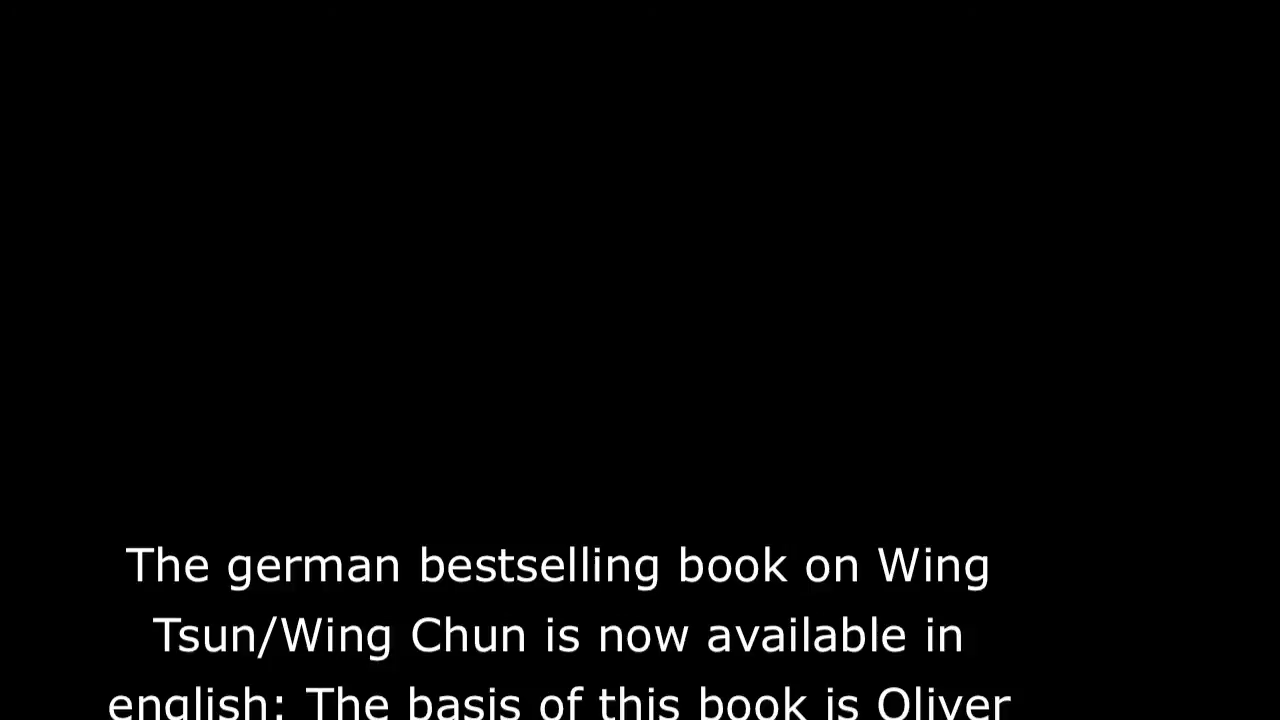 The german bestselling book on Wing
Tsun/Wing Chun is now available in
english: The basis of this book is Oliver